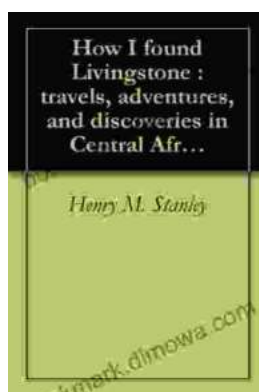 How I found
Livingstone :
travels, adventures,
and discoveries in
Central Afr...
Henry M. Stanley
mark.dimowa.com